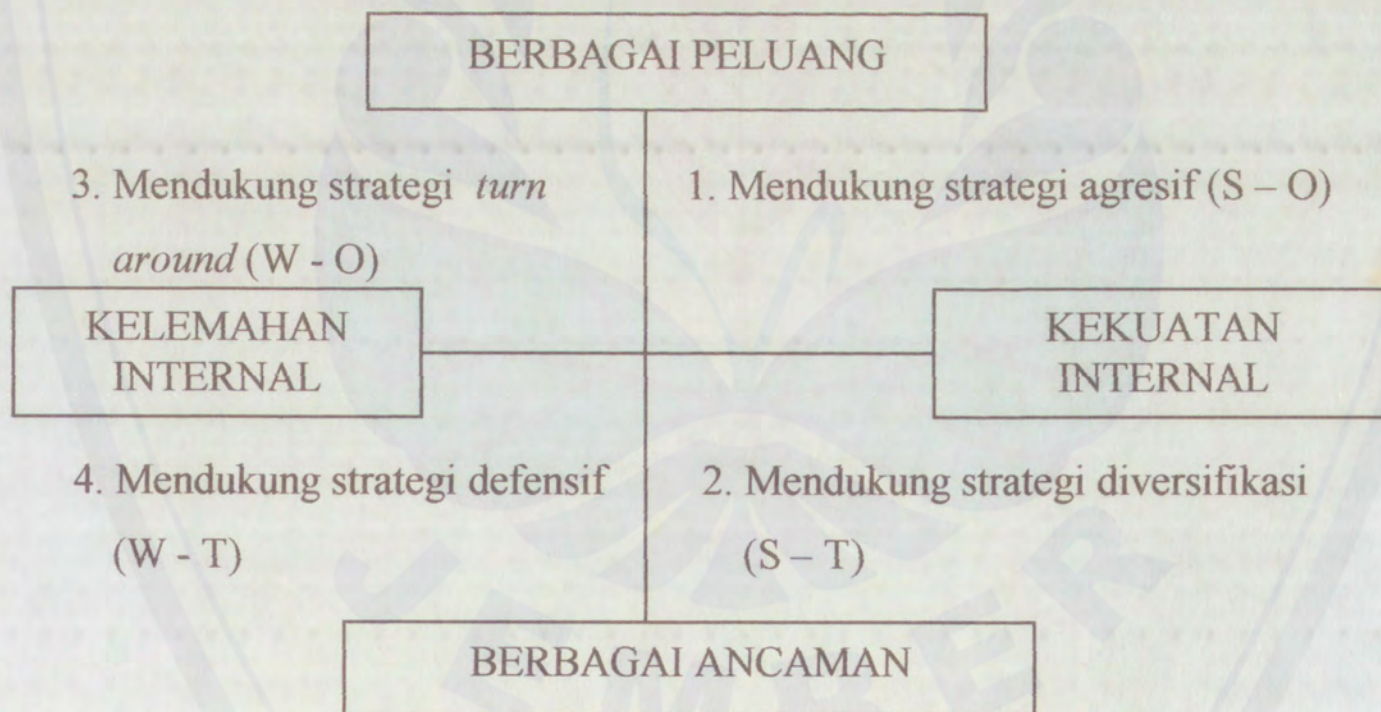 BERBAGAI PELUANG
3. Mendukung strategi turn
around (W - O)
1. Mendukung strategi agresif (S – O)
KELEMAHAN
INTERNAL
KEKUATAN
INTERNAL
4. Mendukung strategi defensif
(W - T)
2. Mendukung strategi diversifikasi
(S – T)
BERBAGAI ANCAMAN
JEMBER